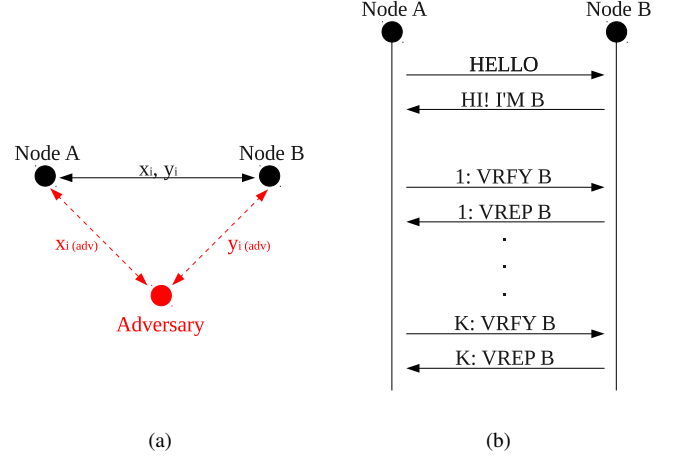 Node A
Node B
xi, yi
xi (adv)
yi (adv)
Adversary
(a)
Node A
Node B
HELLO
HI! I'M B
1: VRFY B
1: VREP B
K: VRFY B
K: VREP B
(b)